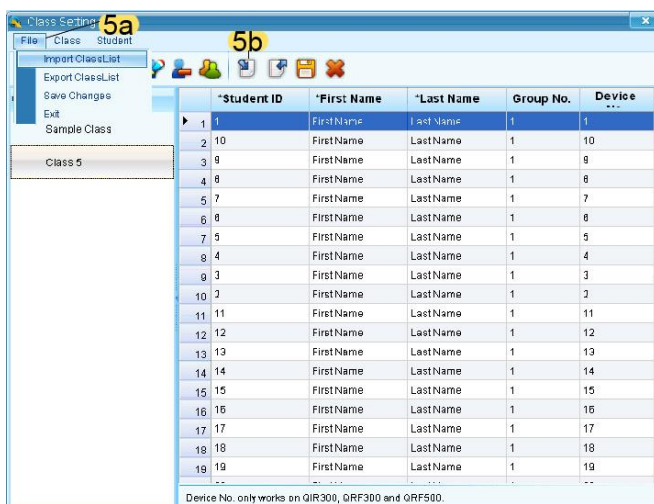 Class Setting
5a
File Class Student
5b
Import ClassList
Export ClassList
Save Changes
Exit
Sample Class
Class 5
*Student ID *First Name *Last Name Group No. Device
1 1 FirstName LastName 1 1
2 10 FirstName LastName 1 10
3 9 FirstName LastName 1 9
4 8 FirstName LastName 1 8
5 7 FirstName LastName 1 7
6 6 FirstName LastName 1 6
7 5 FirstName LastName 1 5
8 4 FirstName LastName 1 4
9 3 FirstName LastName 1 3
10 2 FirstName LastName 1 2
11 11 FirstName LastName 1 11
12 12 FirstName LastName 1 12
13 13 FirstName LastName 1 13
14 14 FirstName LastName 1 14
15 15 FirstName LastName 1 15
16 16 FirstName LastName 1 16
17 17 FirstName LastName 1 17
18 18 FirstName LastName 1 18
19 19 FirstName LastName 1 19
Device No. only works on QIR300, QRF300 and QRF500.